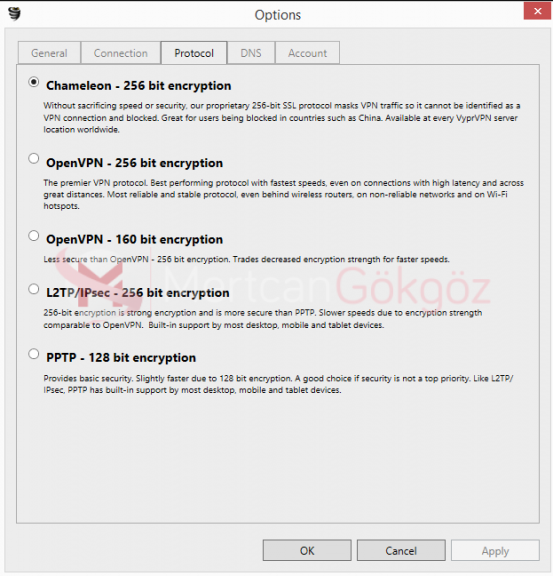 Options
General
Connection
Protocol
DNS
Account
Chameleon - 256 bit encryption
Without sacrificing speed or security, our proprietary 256-bit SSL protocol masks VPN traffic so it cannot be identified as a
VPN connection and blocked. Great for users being blocked in countries such as China. Available at every VyprVPN server
location worldwide.
OpenVPN - 256 bit encryption
The premier VPN protocol. Best performing protocol with fastest speeds, even on connections with high latency and across
great distances. Most reliable and stable protocol, even behind wireless routers, on non-reliable networks and on Wi-Fi
hotspots.
OpenVPN - 160 bit encryption
Less secure than OpenVPN - 256 bit encryption. Trades decreased encryption strength for faster speeds.
MertcanGökgöz
L2TP/IPsec - 256 bit encryption
256-bit encryption is strong encryption and is more secure than PPTP. Slower speeds due to encryption strength
comparable to OpenVPN. Built-in support by most desktop, mobile and tablet devices.
PPTP - 128 bit encryption
Provides basic security. Slightly faster due to 128 bit encryption. A good choice if security is not a top priority. Like L2TP/
IPsec, PPTP has built-in support by most desktop, mobile and tablet devices.
OK
Cancel
Apply